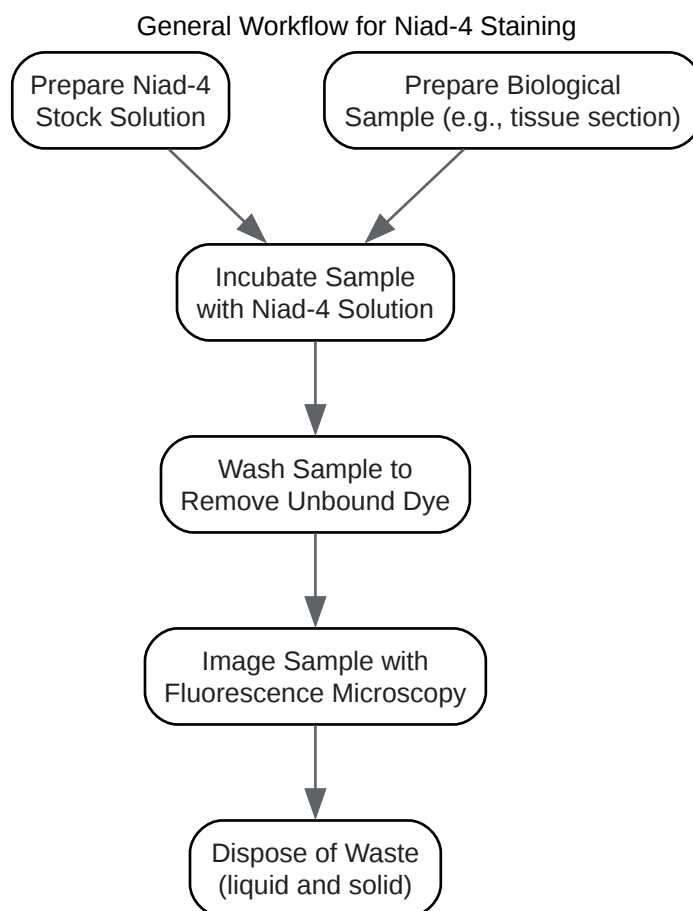 General Workflow for Niad-4 Staining
Prepare Niad-4
Stock Solution
Prepare Biological
Sample (e.g., tissue section)
Incubate Sample
with Niad-4 Solution
Wash Sample to
Remove Unbound Dye
Image Sample with
Fluorescence Microscopy
Dispose of Waste
(liquid and solid)